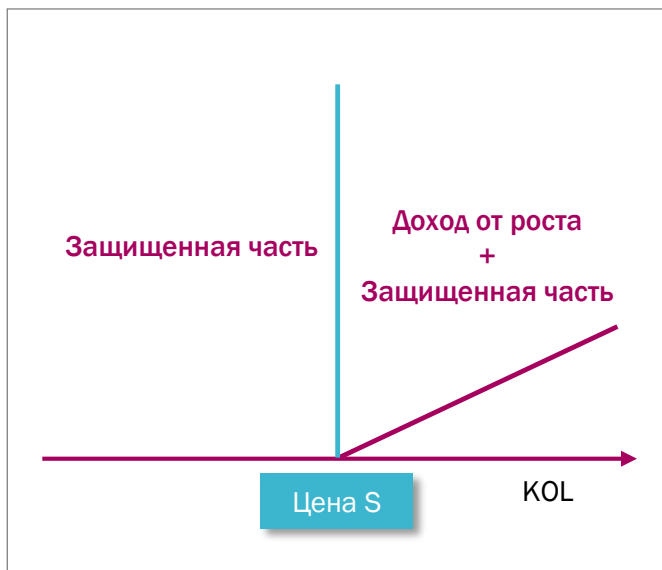 Защищенная часть
Доход от роста
+
Защищенная часть
Цена S
KOL